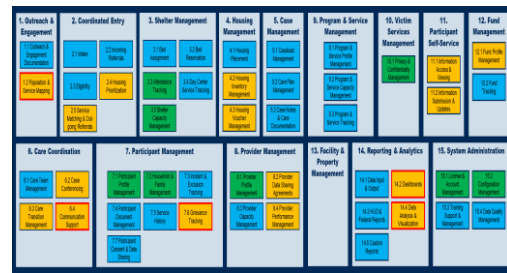 1. Outreach &
Engagement
1.1 Outreach &
Engagement
Documentation
1.2 Population &
Service Mapping
2. Coordinated Entry
2.1 Intake
2.2 Incoming
Referrals
2.3 Eligibility
2.4 Housing
Prioritization
2.5 Service
Matching & Out-
going Referrals
3. Shelter Management
3.1 Bed
Assignment
3.2 Bed
Reservation
3.3 Attendance
Tracking
3.4 Day Center
Service Tracking
3.5 Shelter
Capacity
Management
4. Housing
Management
4.1 Housing
Placement
4.2 Housing
Inventory
Management
4.3 Housing
Voucher
Management
5. Case
Management
5.1 Caseload
Management
5.2 Care Plan
Management
5.3 Case Notes &
Care
Documentation
9. Program & Service
Management
9.1 Program &
Service Profile
Management
9.2 Program &
Service Capacity
Management
9.3 Program &
Service Tracking
10. Victim
Services
Management
10.1 Privacy &
Confidentiality
Management
11.
Participant
Self-Service
11.1 Information
Access &
Viewing
11.2 Information
Submission &
Updates
12. Fund
Management
12.1 Fund Profile
Management
12.2 Fund
Tracking
6. Care Coordination
6.1 Care Team
Management
6.2 Case
Conferencing
6.3 Care
Transition
Management
6.4
Communication
Support
7. Participant Management
7.1 Participant
Profile
Management
7.2 Household &
Family
Management
7.3 Incident &
Exclusion
Tracking
7.4 Participant
Document
Management
7.5 Service
History
7.6 Grievance
Tracking
7.7 Participant
Consent & Data
Sharing
8. Provider Management
8.1 Provider
Profile
Management
8.2 Provider
Data Sharing
Agreements
8.3 Provider
Capacity
Management
8.4 Provider
Performance
Management
13. Facility &
Property
Management
14. Reporting & Analytics
14.1 Data Input
& Output
14.2 Dashboards
14.3 HUD &
Federal Reports
14.4 Data
Analysis &
Visualization
14.5 Custom
Reports
15. System Administration
15.1 License &
Account
Management
15.2
Configuration
Management
15.3 Training
Support &
Management
15.4 Data Quality
Management